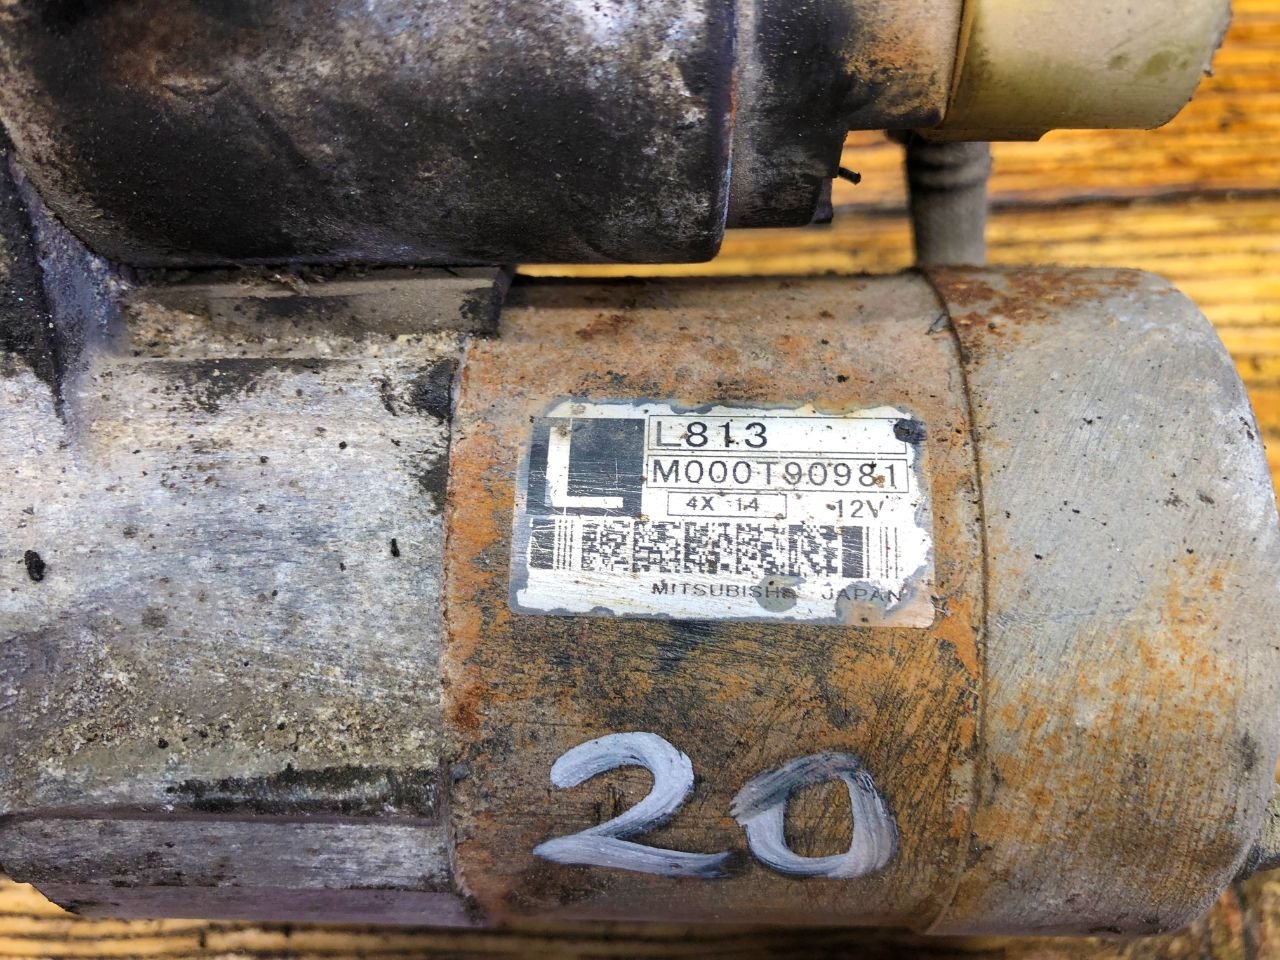 L
L813
M000T90981
4X 14 12V
MITSUBISHI JAPAN
20